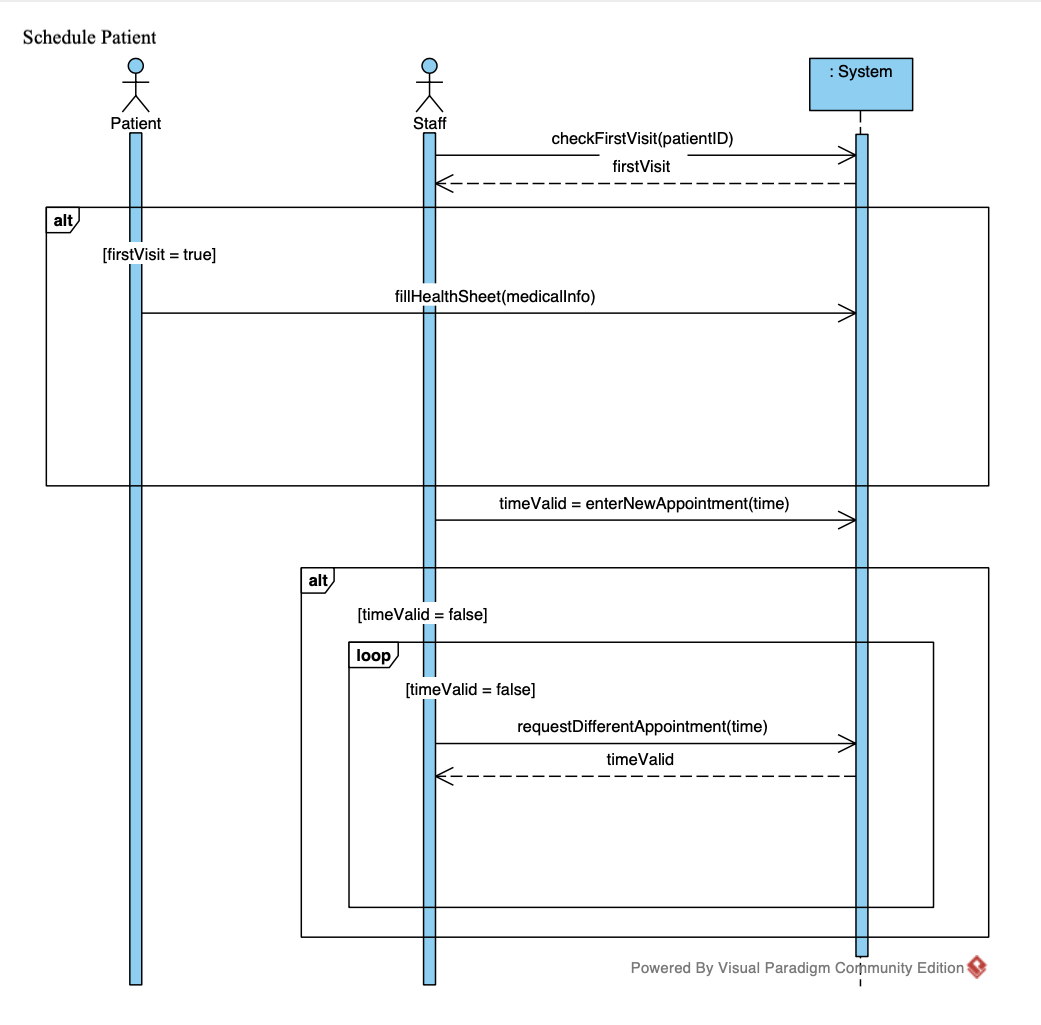 Schedule Patient
Patient
Staff
: System
checkFirstVisit(patientID)
firstVisit
alt
[firstVisit = true]
fillHealthSheet(medicalInfo)
timeValid = enterNewAppointment(time)
alt
[timeValid = false]
loop
[timeValid = false]
requestDifferentAppointment(time)
timeValid
Powered By Visual Paradigm Community Edition